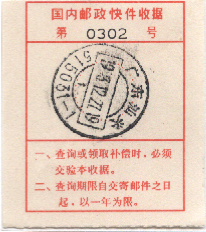 国内邮政快件收据
第 0302 号
广东汕头
515031
一、查询或领取补偿时，必须
交验本收据。
二、查询期限自交寄邮件之日
起，以一年为限。